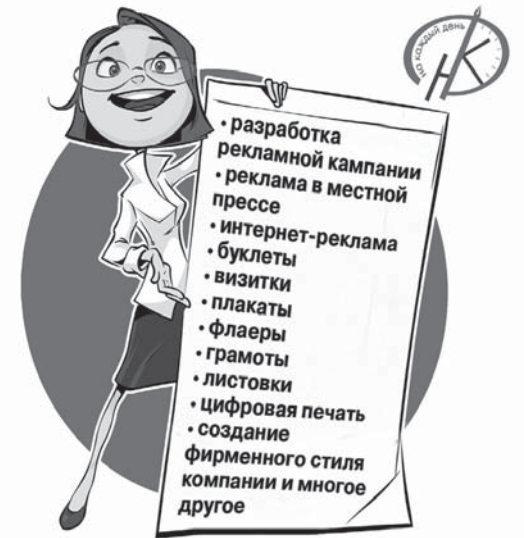 на каждый день
НК
• разработка
рекламной кампании
• реклама в местной
прессе
• интернет-реклама
• буклеты
• визитки
• плакаты
• флаеры
• грамоты
• листовки
• цифровая печать
• создание
фирменного стиля
компании и многое
другое